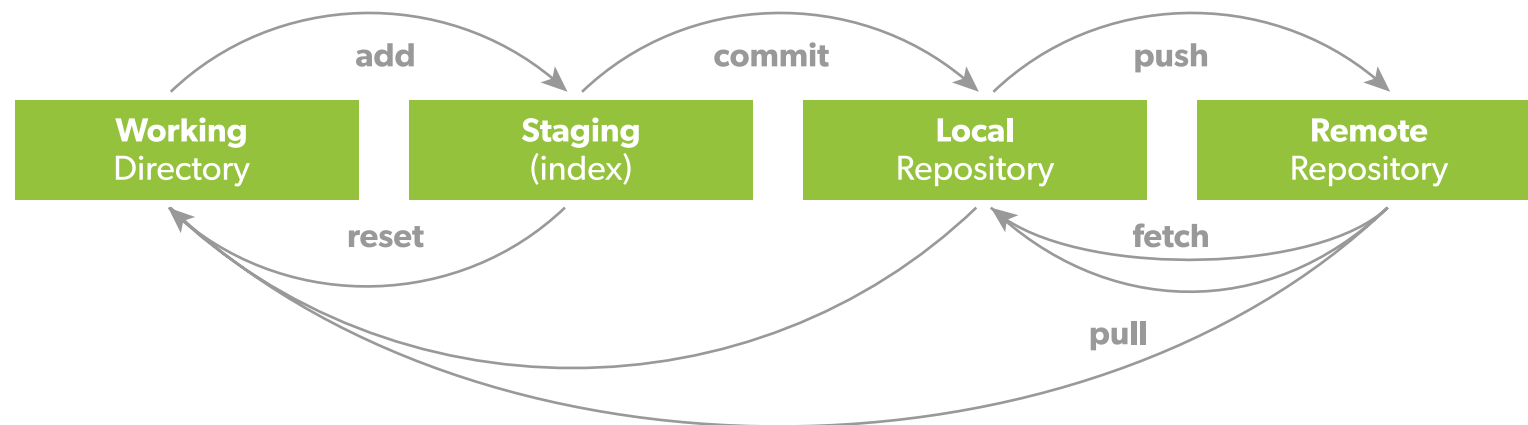 add
commit
push
Working
Directory
Staging
(index)
Local
Repository
Remote
Repository
reset
fetch
pull